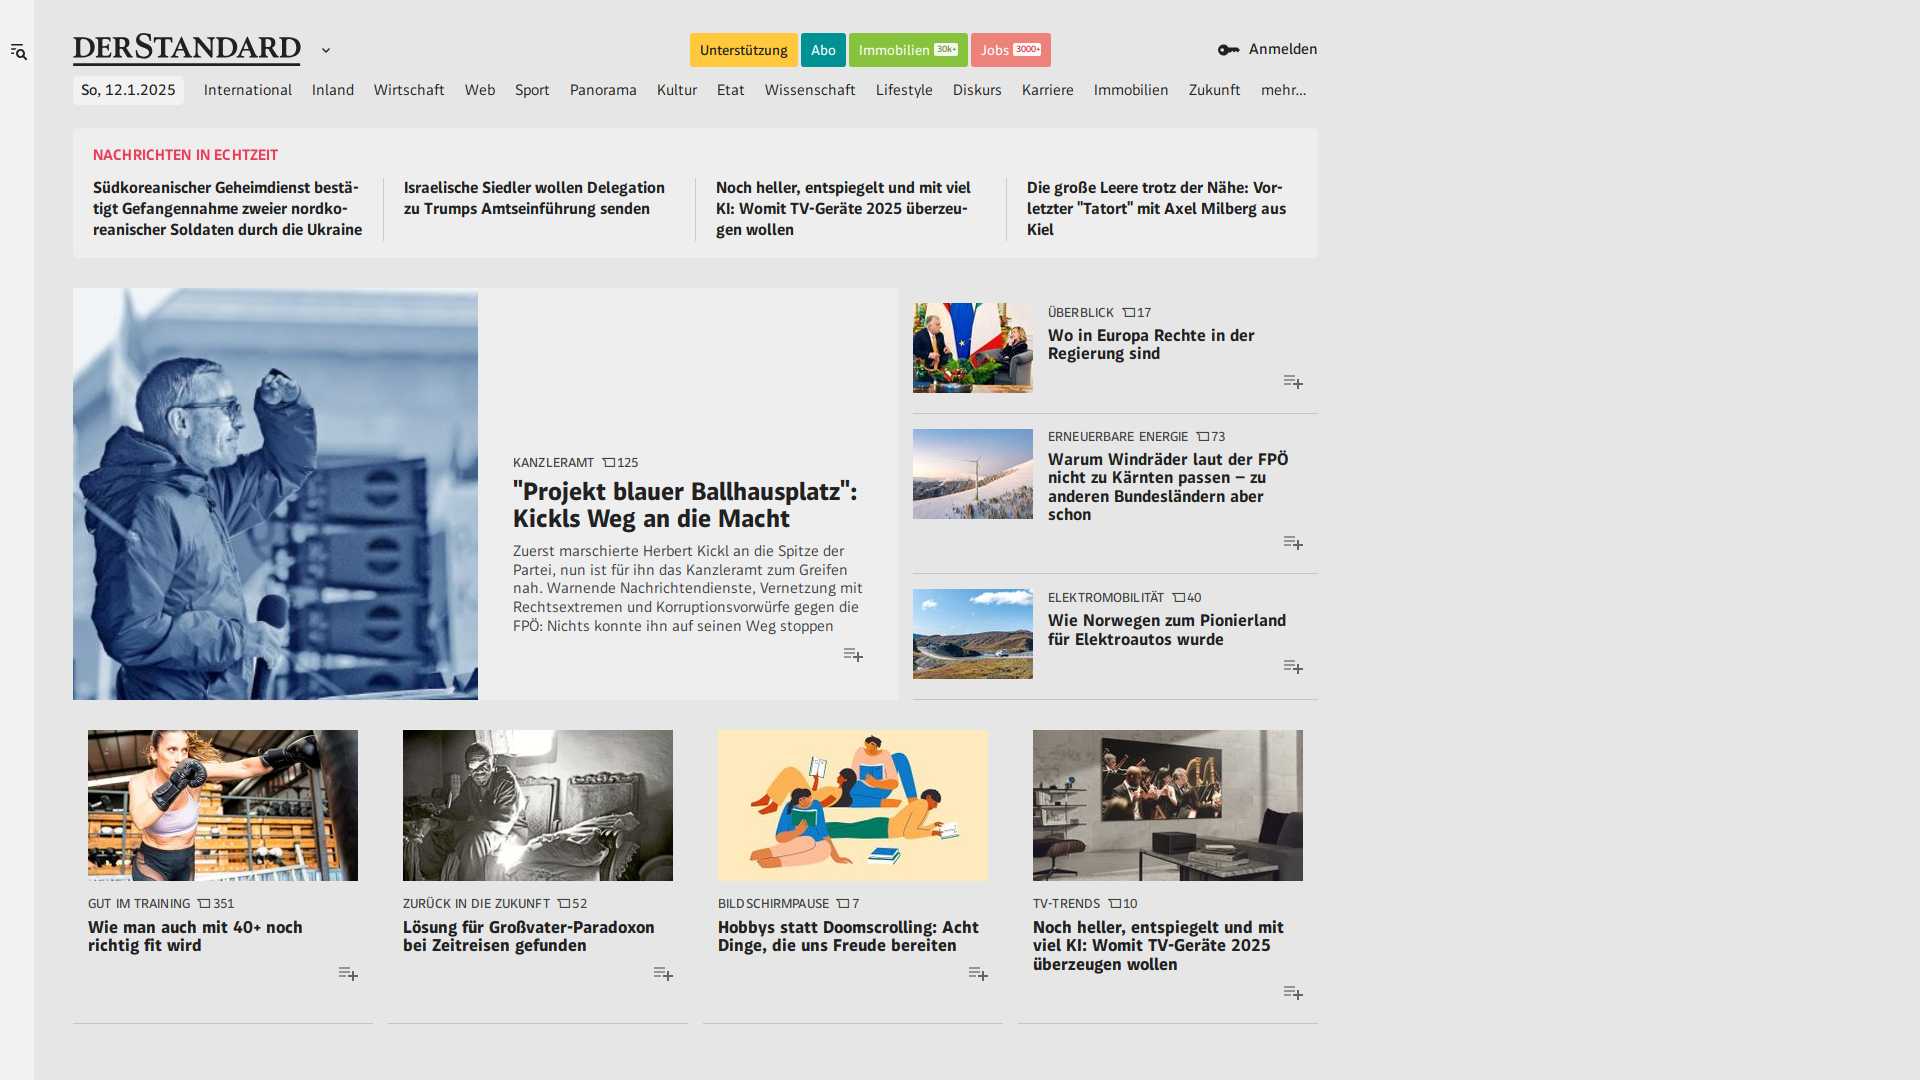 DERSTANDARD
Unterstützung
Abo
Immobilien 30k+
Jobs 3000+
Anmelden
So, 12.1.2025
International
Inland
Wirtschaft
Web
Sport
Panorama
Kultur
Etat
Wissenschaft
Lifestyle
Diskurs
Karriere
Immobilien
Zukunft
mehr…
NACHRICHTEN IN ECHTZEIT
Südkoreanischer Geheimdienst bestä-
tigt Gefangennahme zweier nordko-
reanischer Soldaten durch die Ukraine
Israelische Siedler wollen Delegation
zu Trumps Amtseinführung senden
Noch heller, entspiegelt und mit viel
KI: Womit TV-Geräte 2025 überzeu-
gen wollen
Die große Leere trotz der Nähe: Vor-
letzter "Tatort" mit Axel Milberg aus
Kiel
KANZLERAMT 125
"Projekt blauer Ballhausplatz":
Kickls Weg an die Macht
Zuerst marschierte Herbert Kickl an die Spitze der
Partei, nun ist für ihn das Kanzleramt zum Greifen
nah. Warnende Nachrichtendienste, Vernetzung mit
Rechtsextremen und Korruptionsvorwürfe gegen die
FPÖ: Nichts konnte ihn auf seinen Weg stoppen
ÜBERBLICK 17
Wo in Europa Rechte in der
Regierung sind
ERNEUERBARE ENERGIE 73
Warum Windräder laut der FPÖ
nicht zu Kärnten passen – zu
anderen Bundesländern aber
schon
ELEKTROMOBILITÄT 40
Wie Norwegen zum Pionierland
für Elektroautos wurde
GUT IM TRAINING 351
Wie man auch mit 40+ noch
richtig fit wird
ZURÜCK IN DIE ZUKUNFT 52
Lösung für Großvater-Paradoxon
bei Zeitreisen gefunden
BILDSCHIRMPAUSE 7
Hobbys statt Doomscrolling: Acht
Dinge, die uns Freude bereiten
TV-TRENDS 10
Noch heller, entspiegelt und mit
viel KI: Womit TV-Geräte 2025
überzeugen wollen